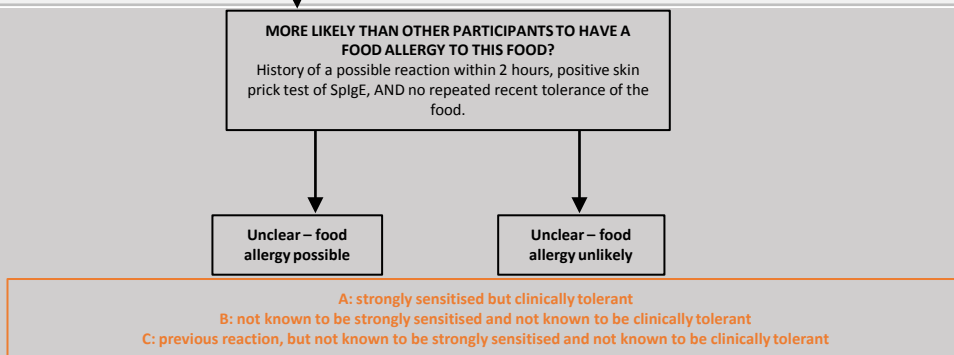 MORE LIKELY THAN OTHER PARTICIPANTS TO HAVE A
FOOD ALLERGY TO THIS FOOD?
History of a possible reaction within 2 hours, positive skin
prick test of SpIgE, AND no repeated recent tolerance of the
food.
Unclear – food
allergy possible
Unclear – food
allergy unlikely
A: strongly sensitised but clinically tolerant
B: not known to be strongly sensitised and not known to be clinically tolerant
C: previous reaction, but not known to be strongly sensitised and not known to be clinically tolerant